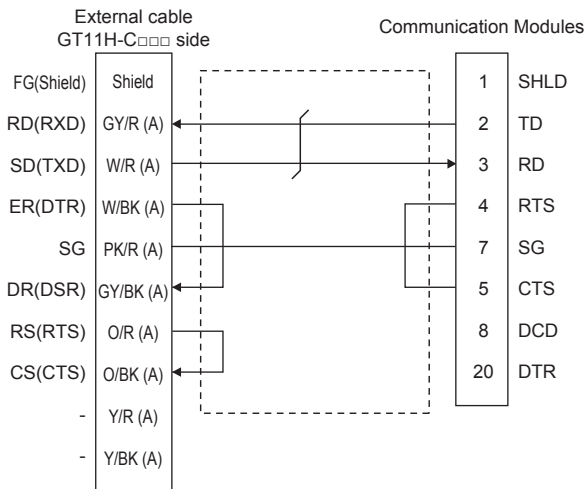 External cable
GT11H-C□□□ side
Communication Modules
FG(Shield) Shield 1 SHLD
RD(RXD) GY/R (A) 2 TD
SD(TXD) W/R (A) 3 RD
ER(DTR) W/BK (A) 4 RTS
SG PK/R (A) 7 SG
DR(DSR) GY/BK (A) 5 CTS
RS(RTS) O/R (A) 8 DCD
CS(CTS) O/BK (A) 20 DTR
- Y/R (A)
- Y/BK (A)